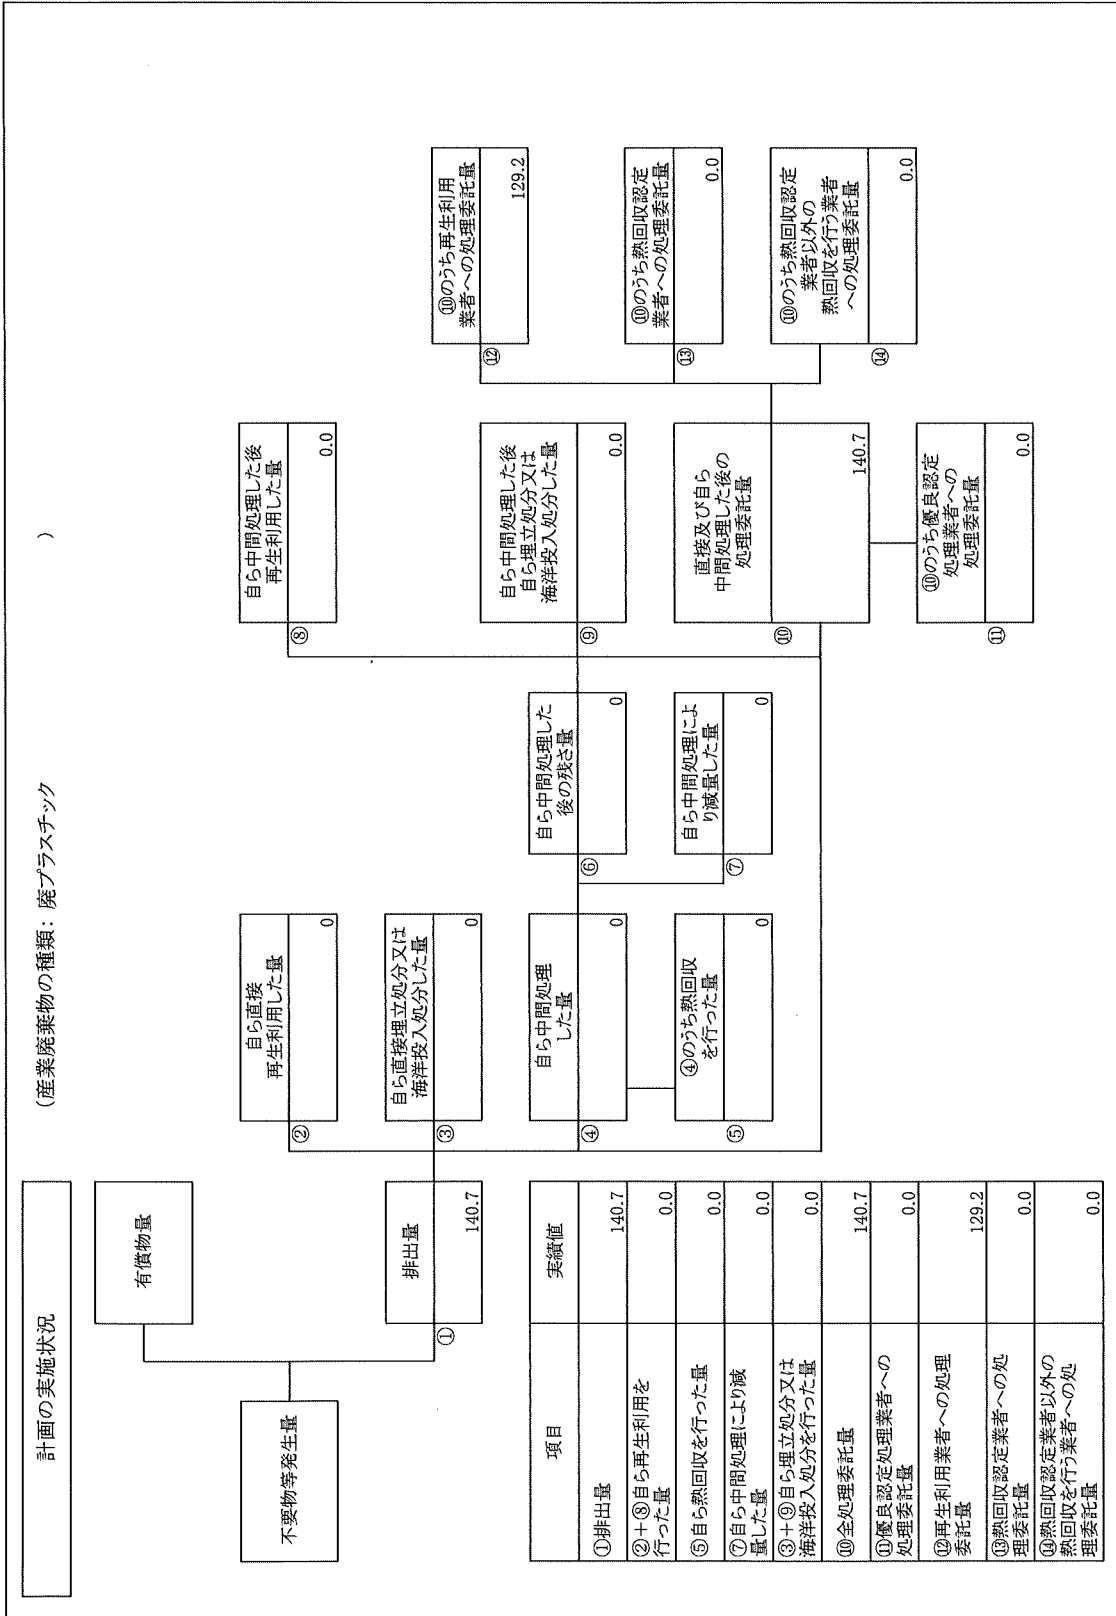 計画の実施状況
(産業廃棄物の種類: 廃プラスチック )
不要物等発生量
有償物量
①
排出量
140.7
②
自ら直接
再生利用した量
0
③
自ら直接埋立処分又は
海洋投入処分した量
0
④
自ら中間処理
した量
0
⑤
④のうち熱回収
を行った量
0
⑥
自ら中間処理した
後の残さ量
0
⑦
自ら中間処理によ
り減量した量
0
⑧
自ら中間処理した後
再生利用した量
0.0
⑨
自ら中間処理した後
自ら埋立処分又は
海洋投入処分した量
0.0
⑩
直接及び自ら
中間処理した後の
処理委託量
140.7
⑪
⑩のうち優良認定
処理業者への
処理委託量
0.0
⑫
⑩のうち再生利用
業者への処理委託量
129.2
⑬
⑩のうち熱回収認定
業者への処理委託量
0.0
⑭
⑩のうち熱回収認定
業者以外の
熱回収を行う業者
への処理委託量
0.0
項目 実績値
①排出量 140.7
②+⑧自ら再生利用を
行った量 0.0
⑤自ら熱回収を行った量 0.0
⑦自ら中間処理により減
量した量 0.0
③+⑨自ら埋立処分又は
海洋投入処分を行った量 0.0
⑩全処理委託量 140.7
⑪優良認定処理業者への
処理委託量 0.0
⑫再生利用業者への処理
委託量 129.2
⑬熱回収認定業者への処
理委託量 0.0
⑭熱回収認定業者以外の
熱回収を行う業者への処
理委託量 0.0